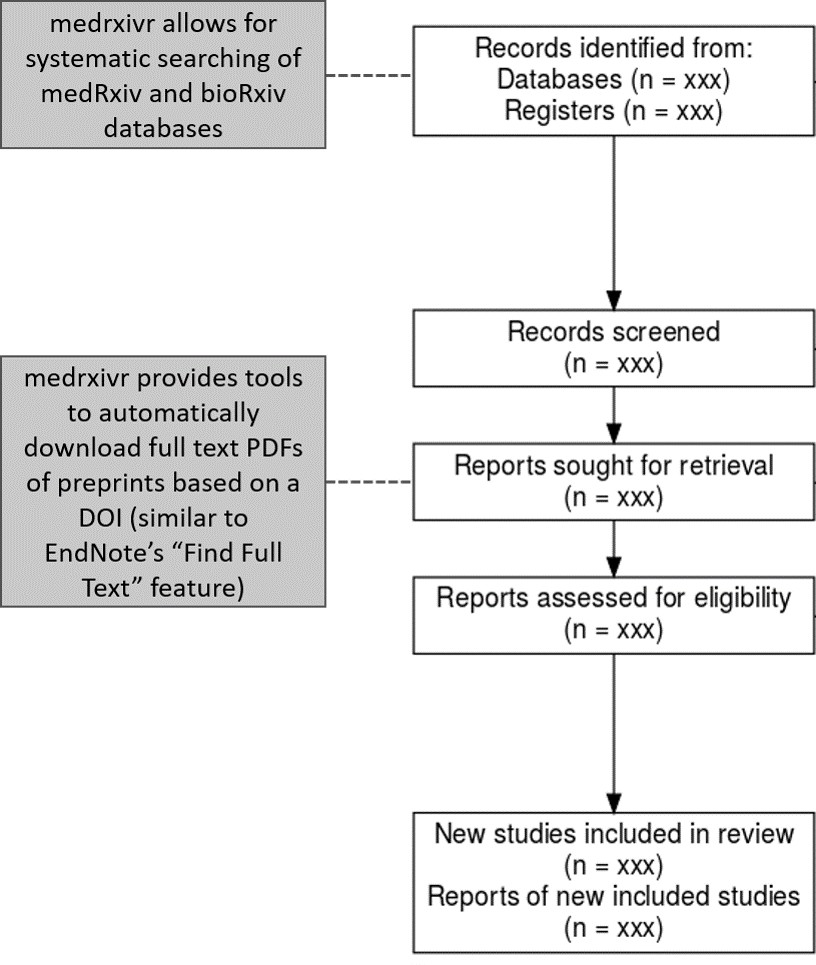 medrxivr allows for
systematic searching of
medRxiv and bioRxiv
databases
Records identified from:
Databases (n = xxx)
Registers (n = xxx)
Records screened
(n = xxx)
medrxivr provides tools
to automatically
download full text PDFs
of preprints based on a
DOI (similar to
EndNote’s “Find Full
Text” feature)
Reports sought for retrieval
(n = xxx)
Reports assessed for eligibility
(n = xxx)
New studies included in review
(n = xxx)
Reports of new included studies
(n = xxx)